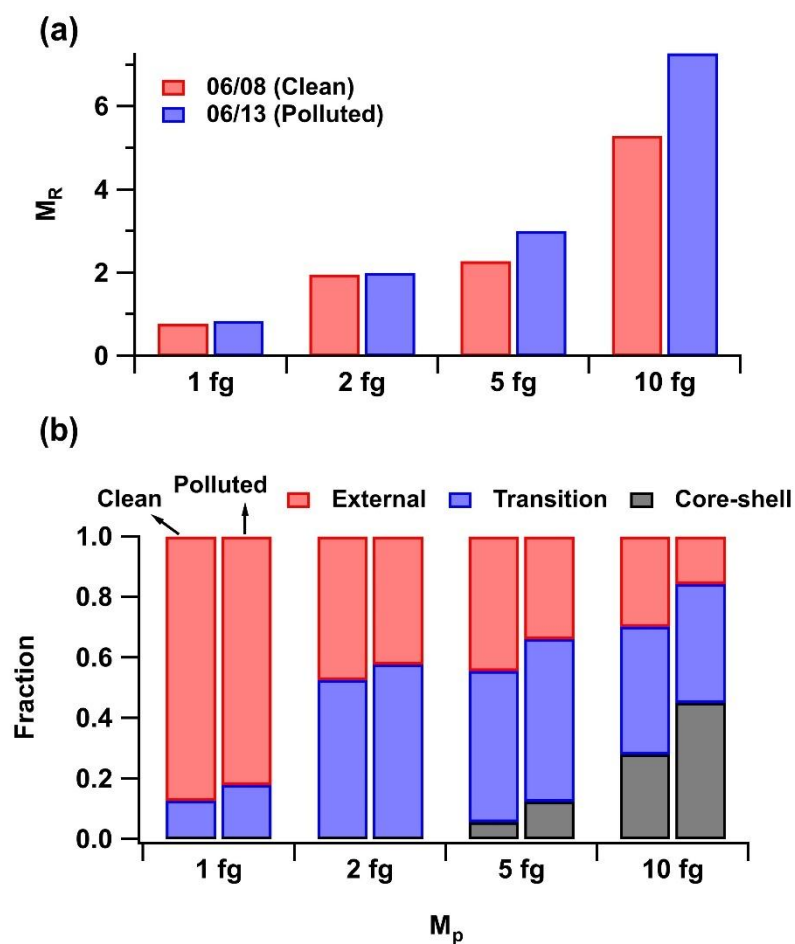 (a)
06/08 (Clean)
06/13 (Polluted)
6
4
2
0
M_R
1 fg 2 fg 5 fg 10 fg
(b)
Clean
Polluted
External Transition Core-shell
1.0
0.8
0.6
0.4
0.2
0.0
Fraction
1 fg 2 fg 5 fg 10 fg
M_p